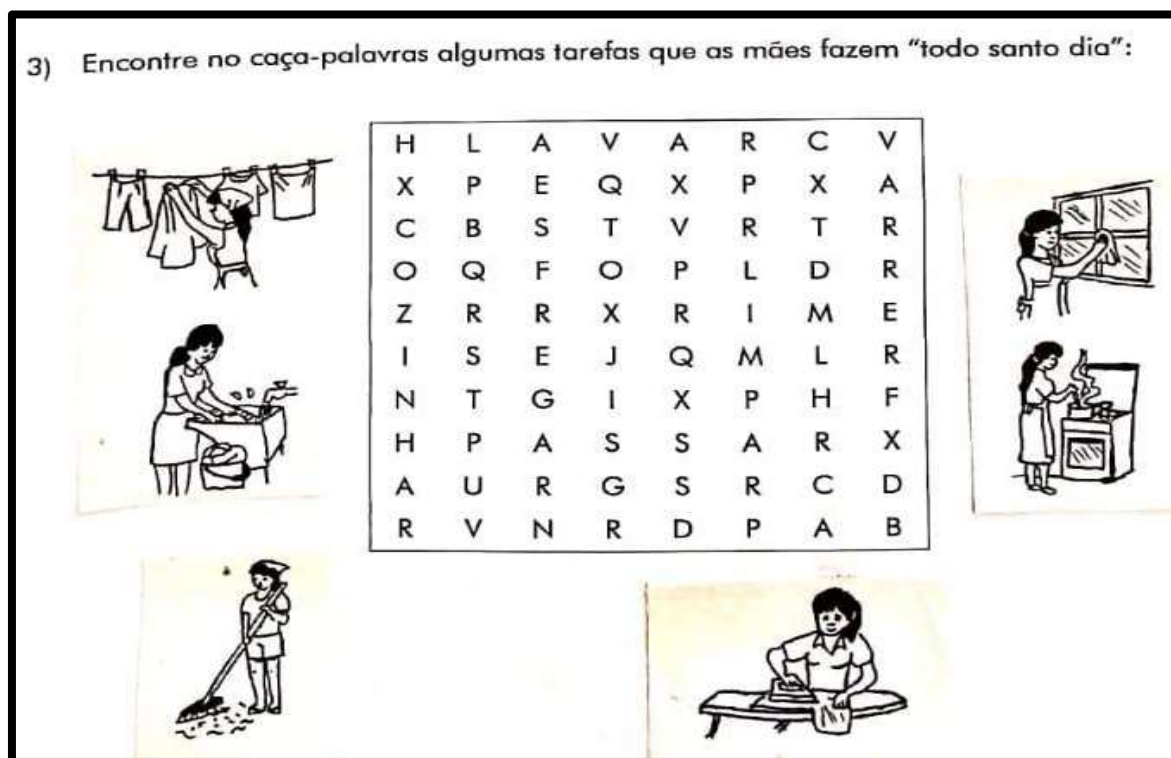 3) Encontre no caça-palavras algumas tarefas que as mães fazem “todo santo dia”:
H L A V A R C V
X P E Q X P X A
C B S T V R T R
O Q F O P L D R
Z R R X R I M E
I S E J Q M L R
N T G I X P H F
H P A S S A R X
A U R G S R C D
R V N R D P A B